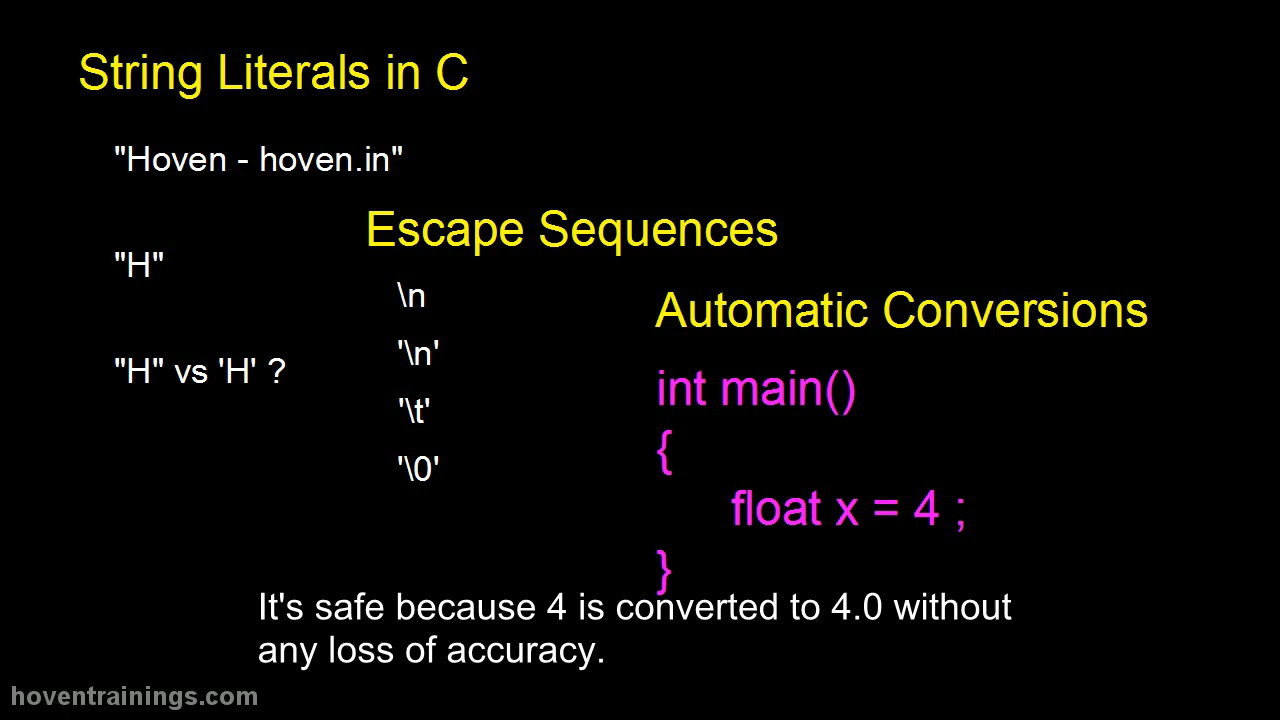 String Literals in C
"Hoven - hoven.in"
"H"
"H" vs 'H' ?
Escape Sequences
\n
'\n'
'\t'
'\0'
Automatic Conversions
int main()
{
float x = 4 ;
}
It's safe because 4 is converted to 4.0 without
any loss of accuracy.
hoventrainings.com